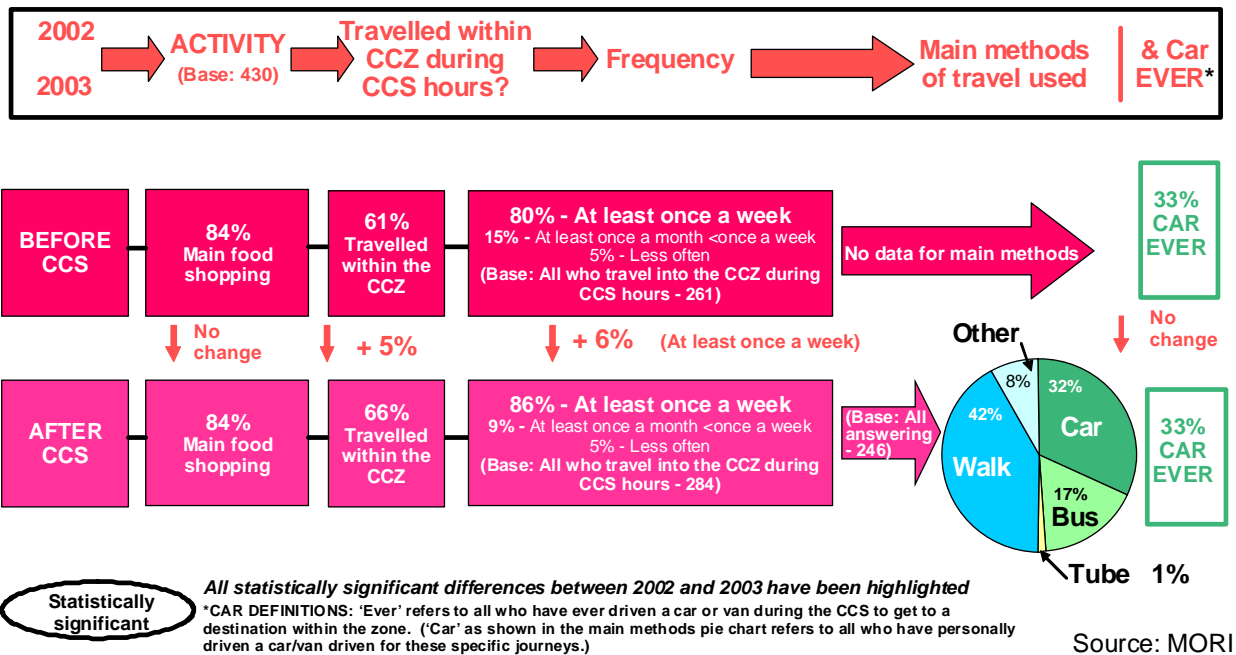 2002
2003
ACTIVITY
(Base: 430)
Travelled within
CCZ during
CCS hours?
Frequency
Main methods
of travel used
& Car
EVER*
BEFORE
CCS
84%
Main food
shopping
61%
Travelled
within the
CCZ
80% - At least once a week
15% - At least once a month <once a week
5% - Less often
(Base: All who travel into the CCZ during
CCS hours - 261)
No data for main methods
33%
CAR
EVER
No
change
+ 5%
+ 6% (At least once a week)
No
change
AFTER
CCS
84%
Main food
shopping
66%
Travelled
within the
CCZ
86% - At least once a week
9% - At least once a month <once a week
5% - Less often
(Base: All who travel into the CCZ during
CCS hours - 284)
(Base: All
answering
- 246)
Other
8%
32%
Car
42%
Walk
17%
Bus
Tube 1%
33%
CAR
EVER
Statistically
significant
All statistically significant differences between 2002 and 2003 have been highlighted
*CAR DEFINITIONS: ‘Ever’ refers to all who have ever driven a car or van during the CCS to get to a
destination within the zone. (‘Car’ as shown in the main methods pie chart refers to all who have personally
driven a car/van driven for these specific journeys.)
Source: MORI